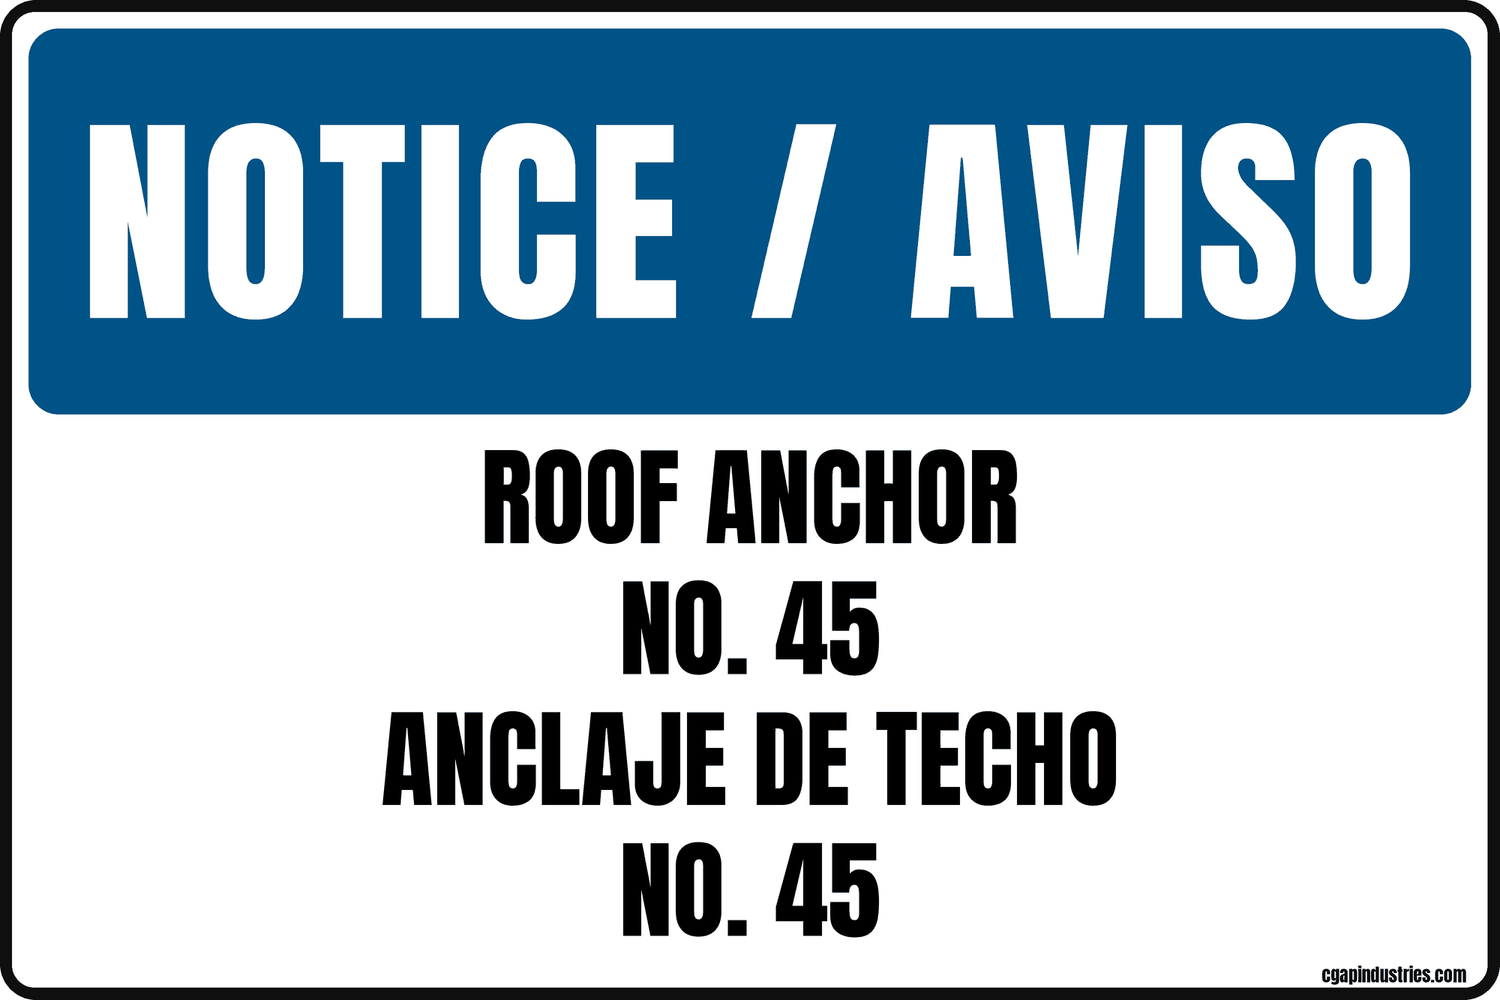 NOTICE / AVISO
ROOF ANCHOR
NO. 45
ANCLAJE DE TECHO
NO. 45
cgapindustries.com